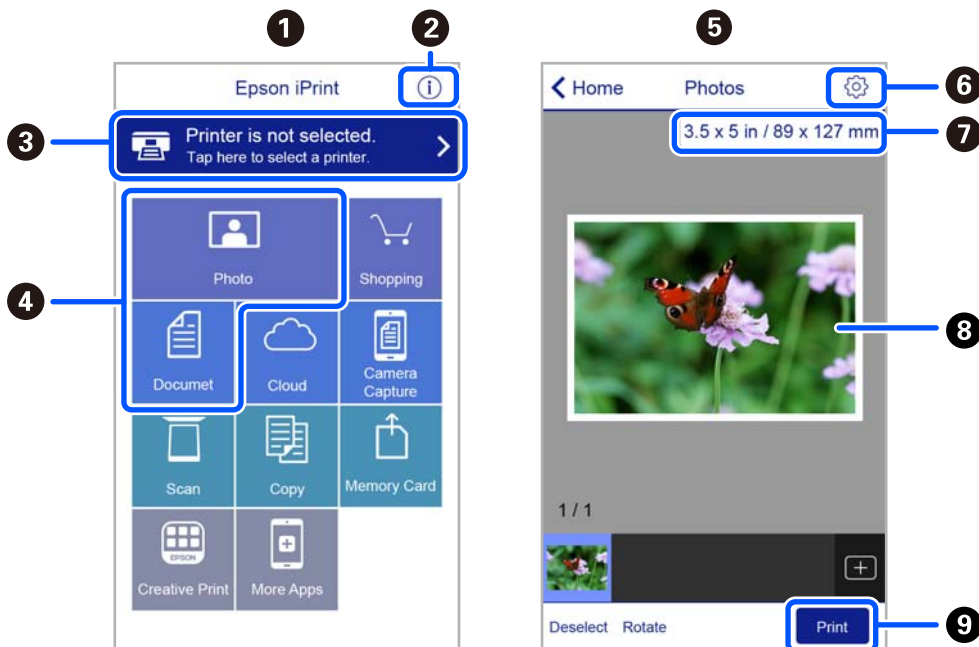 1
2
Epson iPrint
3
Printer is not selected.
Tap here to select a printer.
4
Photo
Shopping
Documet
Cloud
Camera
Capture
Scan
Copy
Memory Card
EPSON
Creative Print
More Apps
5
Home
Photos
6
3.5 x 5 in / 89 x 127 mm
7
8
1 / 1
Deselect
Rotate
Print
9